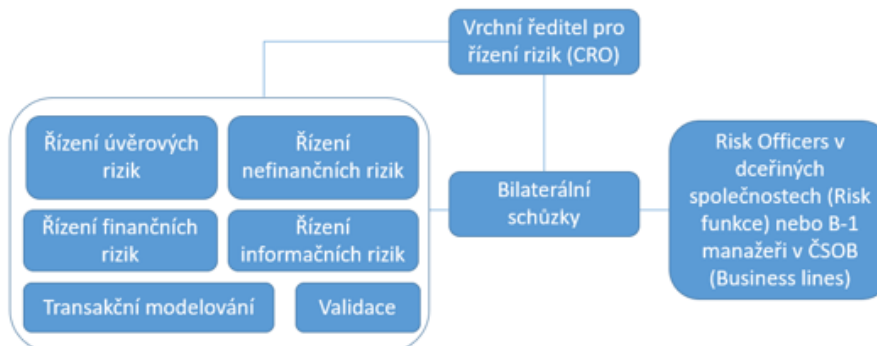 Vrchní ředitel pro
řízení rizik (CRO)
Řízení úvěrových
rizik
Řízení
nefinančních rizik
Řízení finančních
rizik
Řízení
informačních rizik
Transakční modelování
Validace
Bilaterální
schůzky
Risk Officers v
dceřiných
společnostech (Risk
funkce) nebo B-1
manažeři v ČSOB
(Business lines)